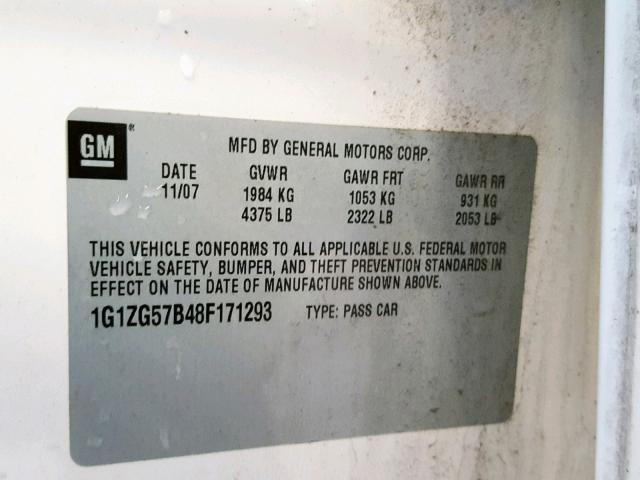 GM®
MFD BY GENERAL MOTORS CORP.
DATE GVWR GAWR FRT GAWR RR
11/07 1984 KG 1053 KG 931 KG
4375 LB 2322 LB 2053 LB
THIS VEHICLE CONFORMS TO ALL APPLICABLE U.S. FEDERAL MOTOR
VEHICLE SAFETY, BUMPER, AND THEFT PREVENTION STANDARDS IN
EFFECT ON THE DATE OF MANUFACTURE SHOWN ABOVE.
1G1ZG57B48F171293 TYPE: PASS CAR